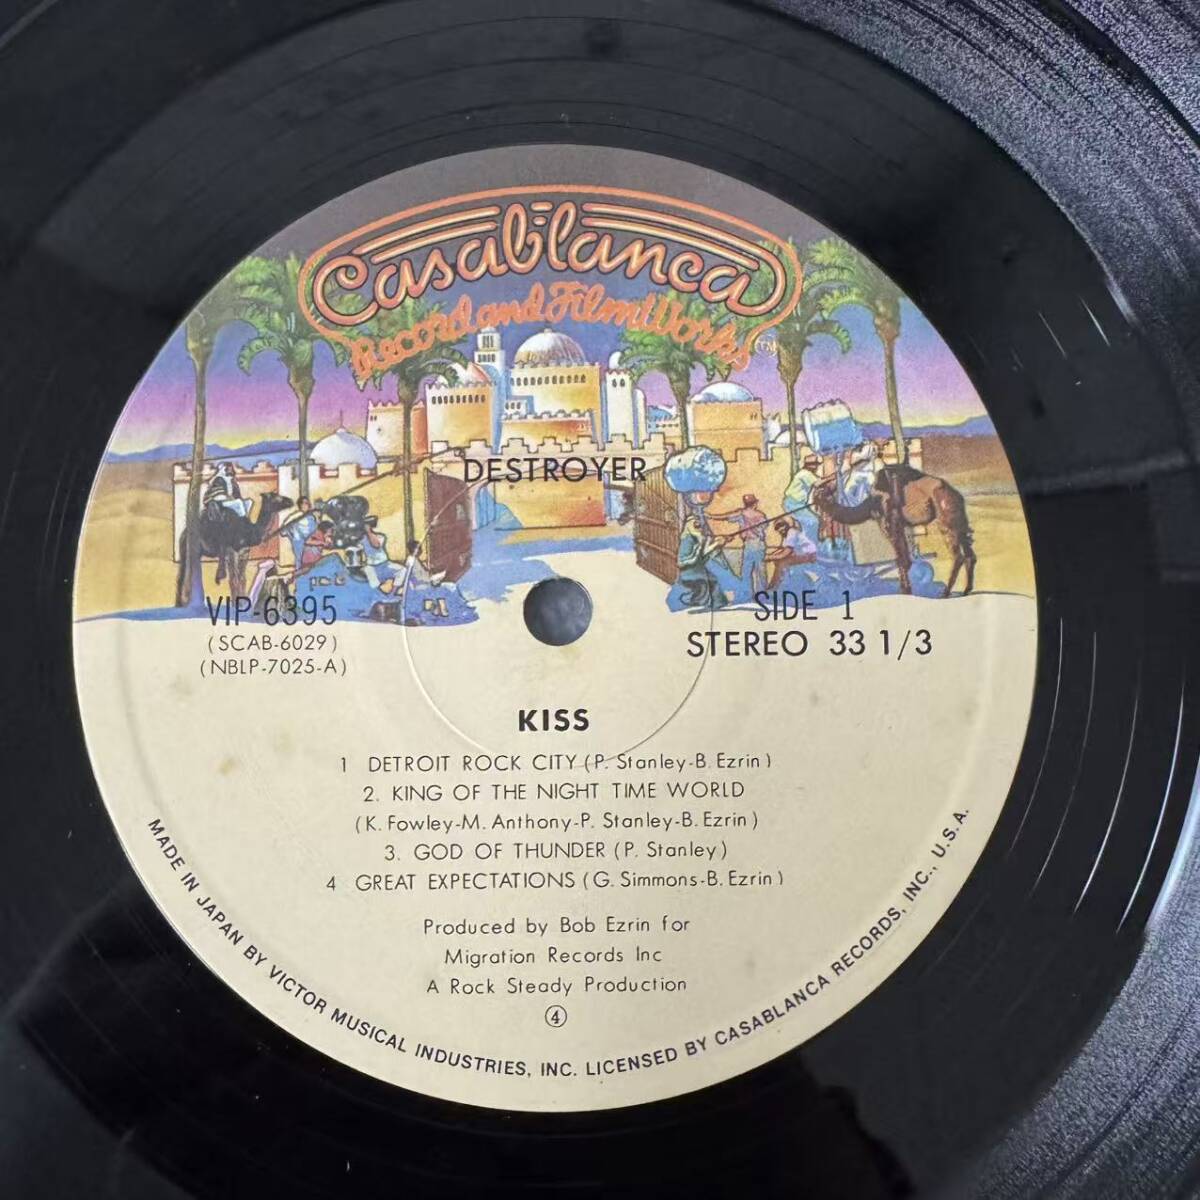 Casablanca
Record and FilmWorks
TM
DESTROYER
VIP-6395
(SCAB-6029)
(NBLP-7025-A)
SIDE 1
STEREO 33 1/3
KISS
1 DETROIT ROCK CITY (P. Stanley-B. Ezrin)
2. KING OF THE NIGHT TIME WORLD
(K. Fowley-M. Anthony-P. Stanley-B. Ezrin)
3. GOD OF THUNDER (P. Stanley)
4 GREAT EXPECTATIONS (G. Simmons-B. Ezrin)
Produced by Bob Ezrin for
Migration Records Inc
A Rock Steady Production
④
MADE IN JAPAN BY VICTOR MUSICAL INDUSTRIES, INC. LICENSED BY CASABLANCA RECORDS, INC., U.S.A.